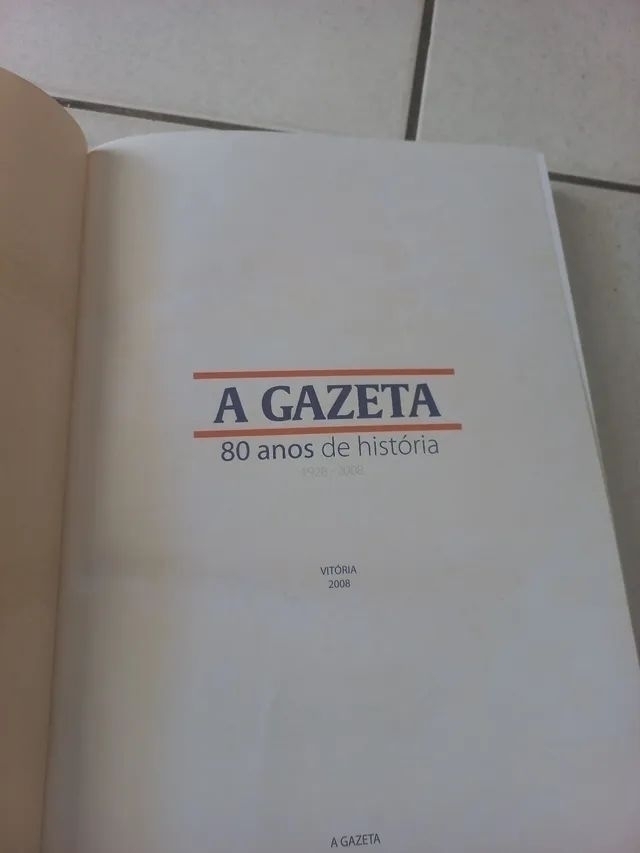 A GAZETA
80 anos de história
1928 - 2008
VITÓRIA
2008
A GAZETA